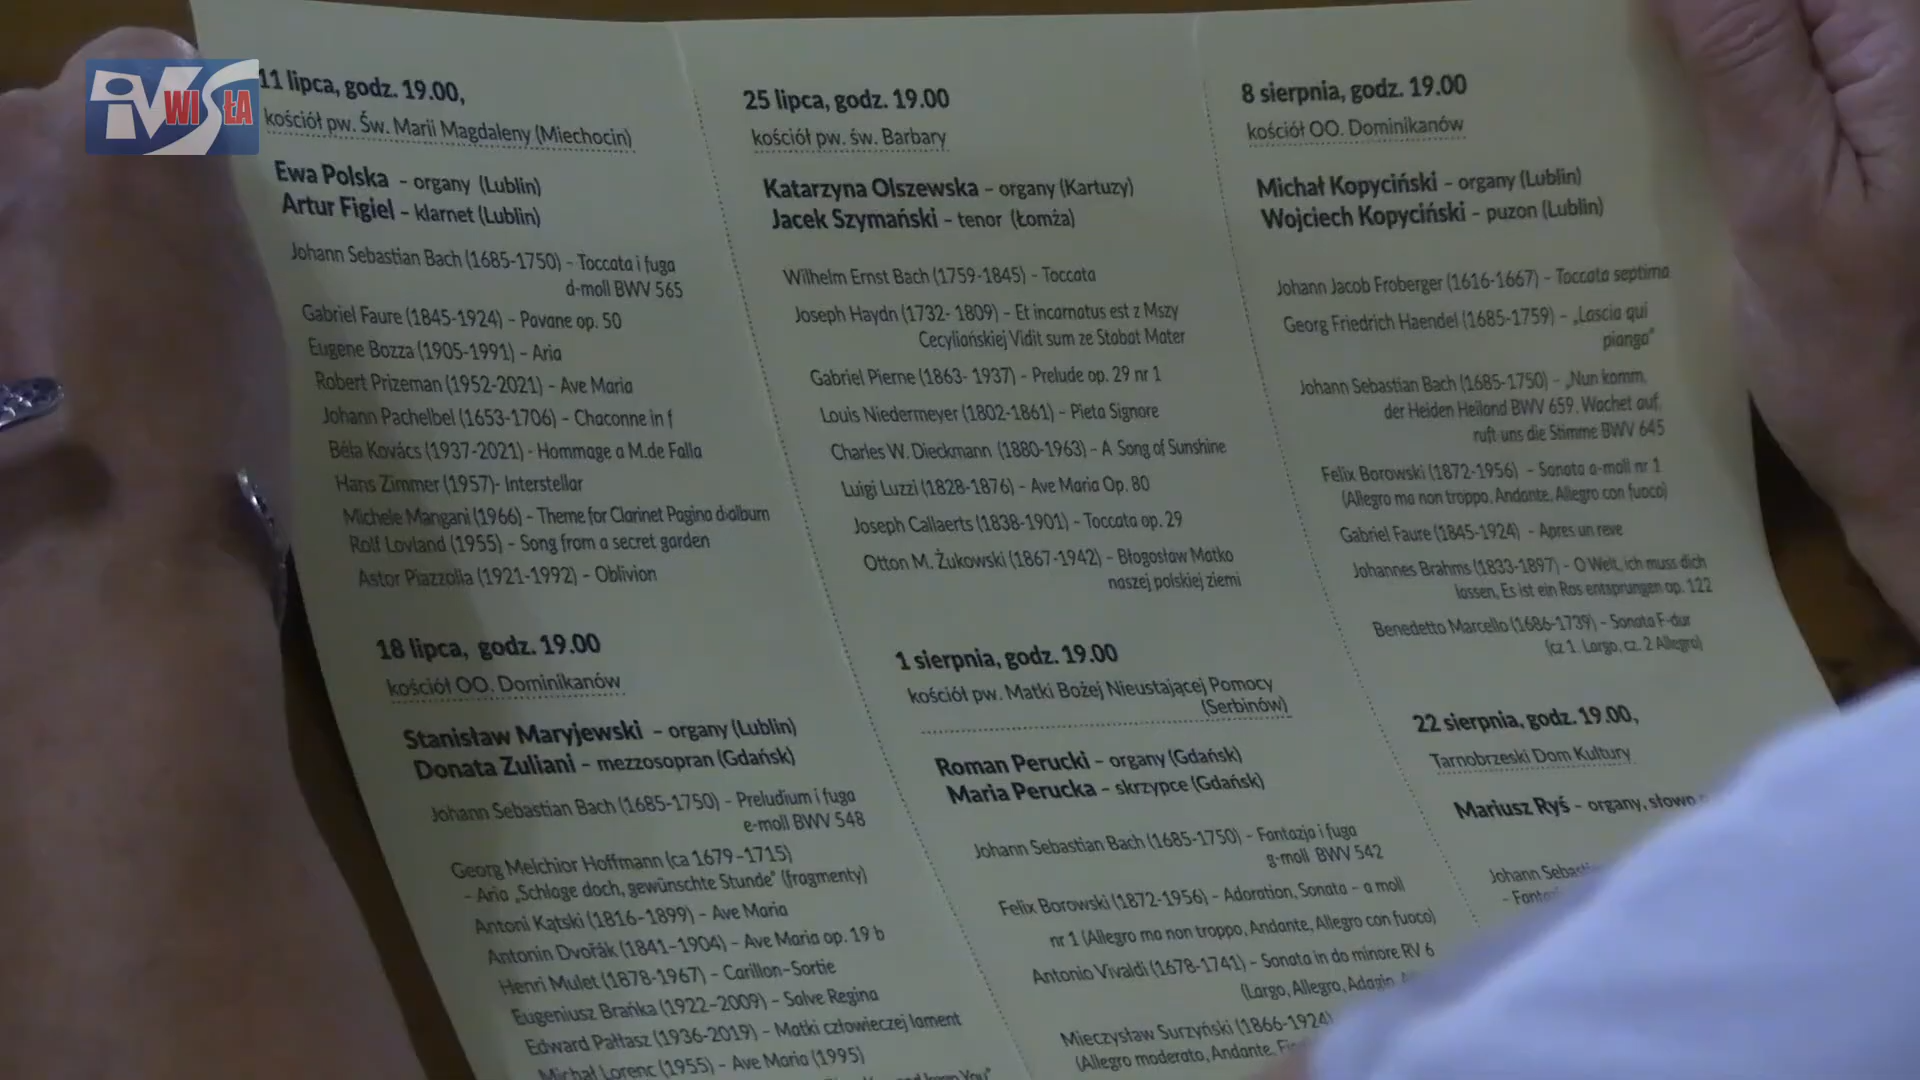 iVWISŁA
11 lipca, godz. 19.00,
kościół pw. Św. Marii Magdaleny (Miechocin)
Ewa Polska – organy (Lublin)
Artur Figiel – klarnet (Lublin)
Johann Sebastian Bach (1685-1750) – Toccata i fuga
d-moll BWV 565
Gabriel Faure (1845-1924) – Pavane op. 50
Eugene Bozza (1905-1991) – Aria
Robert Prizeman (1952-2021) – Ave Maria
Johann Pachelbel (1653-1706) – Chaconne in f
Béla Kovács (1937-2021) - Hommage a M.de Falla
Hans Zimmer (1957)- Interstellar
Michele Mangani (1966) – Theme for Clarinet Pagina d›album
Rolf Lovland (1955) – Song from a secret garden
Astor Piazzolla (1921-1992) – Oblivion
18 lipca, godz. 19.00
kościół OO. Dominikanów
Stanisław Maryjewski – organy (Lublin)
Donata Zuliani – mezzosopran (Gdańsk)
Johann Sebastian Bach (1685-1750) – Preludium i fuga
e-moll BWV 548
Georg Melchior Hoffmann (ca 1679–1715)
– Aria „Schlage doch, gewünschte Stunde” (fragmenty)
Antoni Kątski (1816-1899) – Ave Maria
Antonin Dvořák (1841–1904) – Ave Maria op. 19 b
Henri Mulet (1878-1967) – Carillon-Sortie
Eugeniusz Brańka (1922–2009) – Salve Regina
Edward Pałłasz (1936-2019) – Matki człowieczej lament
Michał Lorenc (1955) – Ave Maria (1995)
25 lipca, godz. 19.00
kościół pw. św. Barbary
Katarzyna Olszewska – organy (Kartuzy)
Jacek Szymański – tenor (Łomża)
Wilhelm Ernst Bach (1759-1845) – Toccata
Joseph Haydn (1732- 1809) – Et incarnatus est z Mszy
Cecyliańskiej Vidit sum ze Stabat Mater
Gabriel Pierne (1863- 1937) – Prelude op. 29 nr 1
Louis Niedermeyer (1802-1861) – Pieta Signore
Charles W. Dieckmann (1880-1963) – A Song of Sunshine
Luigi Luzzi (1828-1876) – Ave Maria Op. 80
Joseph Callaerts (1838-1901) – Toccata op. 29
Otton M. Żukowski (1867-1942) – Błogosław Matko
naszej polskiej ziemi
1 sierpnia, godz. 19.00
kościół pw. Matki Bożej Nieustającej Pomocy
(Serbinów)
Roman Perucki – organy (Gdańsk)
Maria Perucka – skrzypce (Gdańsk)
Johann Sebastian Bach (1685-1750) – Fantazja i fuga
g-moll BWV 542
Felix Borowski (1872-1956) – Adoration, Sonata – a moll
nr 1 (Allegro ma non troppo, Andante, Allegro con fuoco)
Antonio Vivaldi (1678-1741) – Sonata in do minore RV 6
(Largo, Allegro, Adagio,
Mieczysław Surzyński (1866-1924)
(Allegro moderato, Andante,
8 sierpnia, godz. 19.00
kościół OO. Dominikanów
Michał Kopyciński – organy (Lublin)
Wojciech Kopyciński – puzon (Lublin)
Johann Jacob Froberger (1616-1667) – Toccata septima
Georg Friedrich Haendel (1685-1759) – „Lascia qui
pianga”
Johann Sebastian Bach (1685-1750) – „Nun komm,
der Heiden Heiland BWV 659. Wachet auf,
ruft uns die Stimme BWV 645
Felix Borowski (1872-1956) – Sonata a-moll nr 1
(Allegro ma non troppo, Andante, Allegro con fuoco)
Gabriel Faure (1845-1924) – Apres un reve
Johannes Brahms (1833-1897) – O Welt, ich muss dich
lassen, Es ist ein Ros entsprungen op. 122
Benedetto Marcello (1686-1739) – Sonata F-dur
(cz 1. Largo, cz. 2 Allegro)
22 sierpnia, godz. 19.00,
Tarnobrzeski Dom Kultury
Mariusz Ryś – organy, słowo
Johann